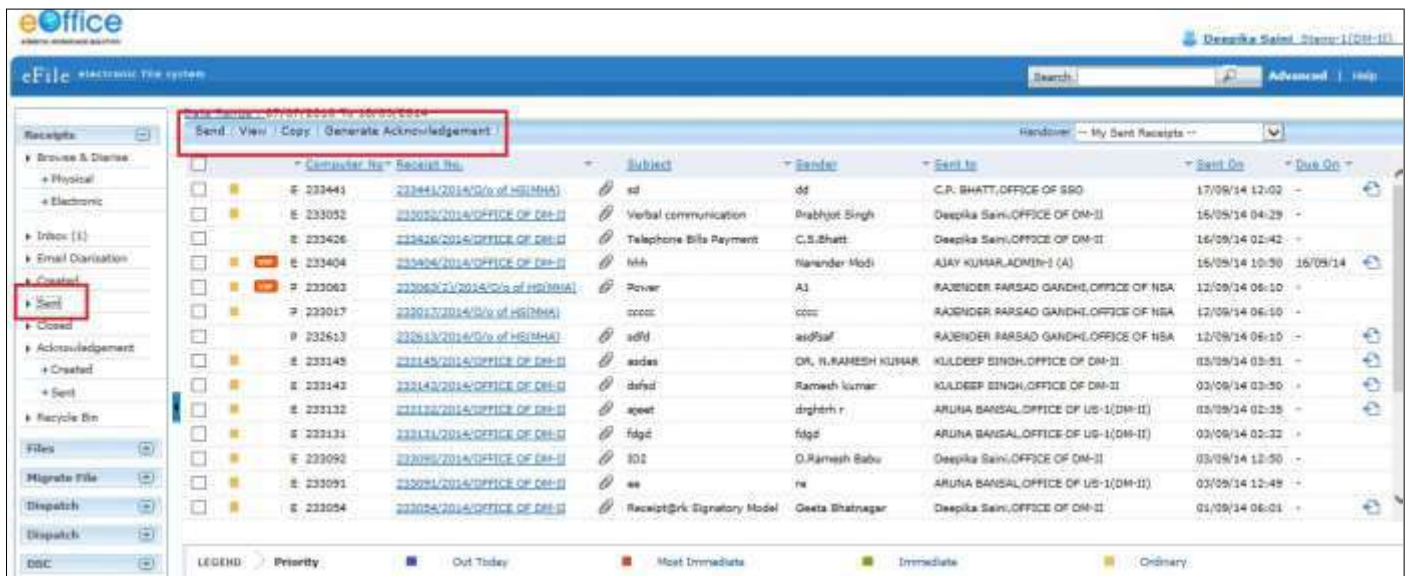 eOffice
Deepika Saini
eFile electronic file system
Search
Advanced | Help
Receipts
Send View Copy Generate Acknowledgement
Handover -- My Sent Receipts --
Browse & Diarise
+ Physical
+ Electronic
Inbox (1)
Email Diarisation
Created
Sent
Closed
Acknowledgement
+ Created
+ Sent
Recycle Bin
Files
Migrate File
Dispatch
Dispatch
DSC
Computer No Receipt No. Subject Sender Sent to Sent On Due On
E 233441 233441/2014/O/o of HS(MHA) sd dd C.P. BHATT,OFFICE OF SSO 17/09/14 12:02 -
E 233052 233052/2014/OFFICE OF DM-II Verbal communication Prabhjot Singh Deepika Saini,OFFICE OF DM-II 16/09/14 04:29 -
E 233426 233426/2014/OFFICE OF DM-II Telephone Bills Payment C.S.Bhatt Deepika Saini,OFFICE OF DM-II 16/09/14 02:42 -
VIP E 233404 233404/2014/OFFICE OF DM-II hhh Narender Modi AJAY KUMAR,ADMIN-I (A) 16/09/14 10:50 16/09/14
VIP P 233063 233063(2)/2014/O/o of HS(MHA) Power A1 RAJENDER PARSAD GANDHI,OFFICE OF NSA 12/09/14 06:10 -
P 233017 233017/2014/O/o of HS(MHA) ccccc cccc RAJENDER PARSAD GANDHI,OFFICE OF NSA 12/09/14 06:10 -
P 232613 232613/2014/O/o of HS(MHA) sdfd asdfsaf RAJENDER PARSAD GANDHI,OFFICE OF NSA 12/09/14 06:10 -
E 233145 233145/2014/OFFICE OF DM-II asdas DR. N.RAMESH KUMAR KULDEEP SINGH,OFFICE OF DM-II 03/09/14 03:51 -
E 233143 233143/2014/OFFICE OF DM-II dsfsd Ramesh kumar KULDEEP SINGH,OFFICE OF DM-II 03/09/14 03:50 -
E 233132 233132/2014/OFFICE OF DM-II ajeet drghtrh r ARUNA BANSAL,OFFICE OF US-1(DM-II) 03/09/14 02:35 -
E 233131 233131/2014/OFFICE OF DM-II fdgd fdgd ARUNA BANSAL,OFFICE OF US-1(DM-II) 03/09/14 02:32 -
E 233092 233092/2014/OFFICE OF DM-II D.Ramesh Babu Deepika Saini,OFFICE OF DM-II 03/09/14 12:50 -
E 233091 233091/2014/OFFICE OF DM-II ee re ARUNA BANSAL,OFFICE OF US-1(DM-II) 03/09/14 12:49 -
E 233054 233054/2014/OFFICE OF DM-II Receipt@rk Signatory Model Geeta Bhatnagar Deepika Saini,OFFICE OF DM-II 01/09/14 06:01 -
LEGEND Priority Out Today Most Immediate Immediate Ordinary